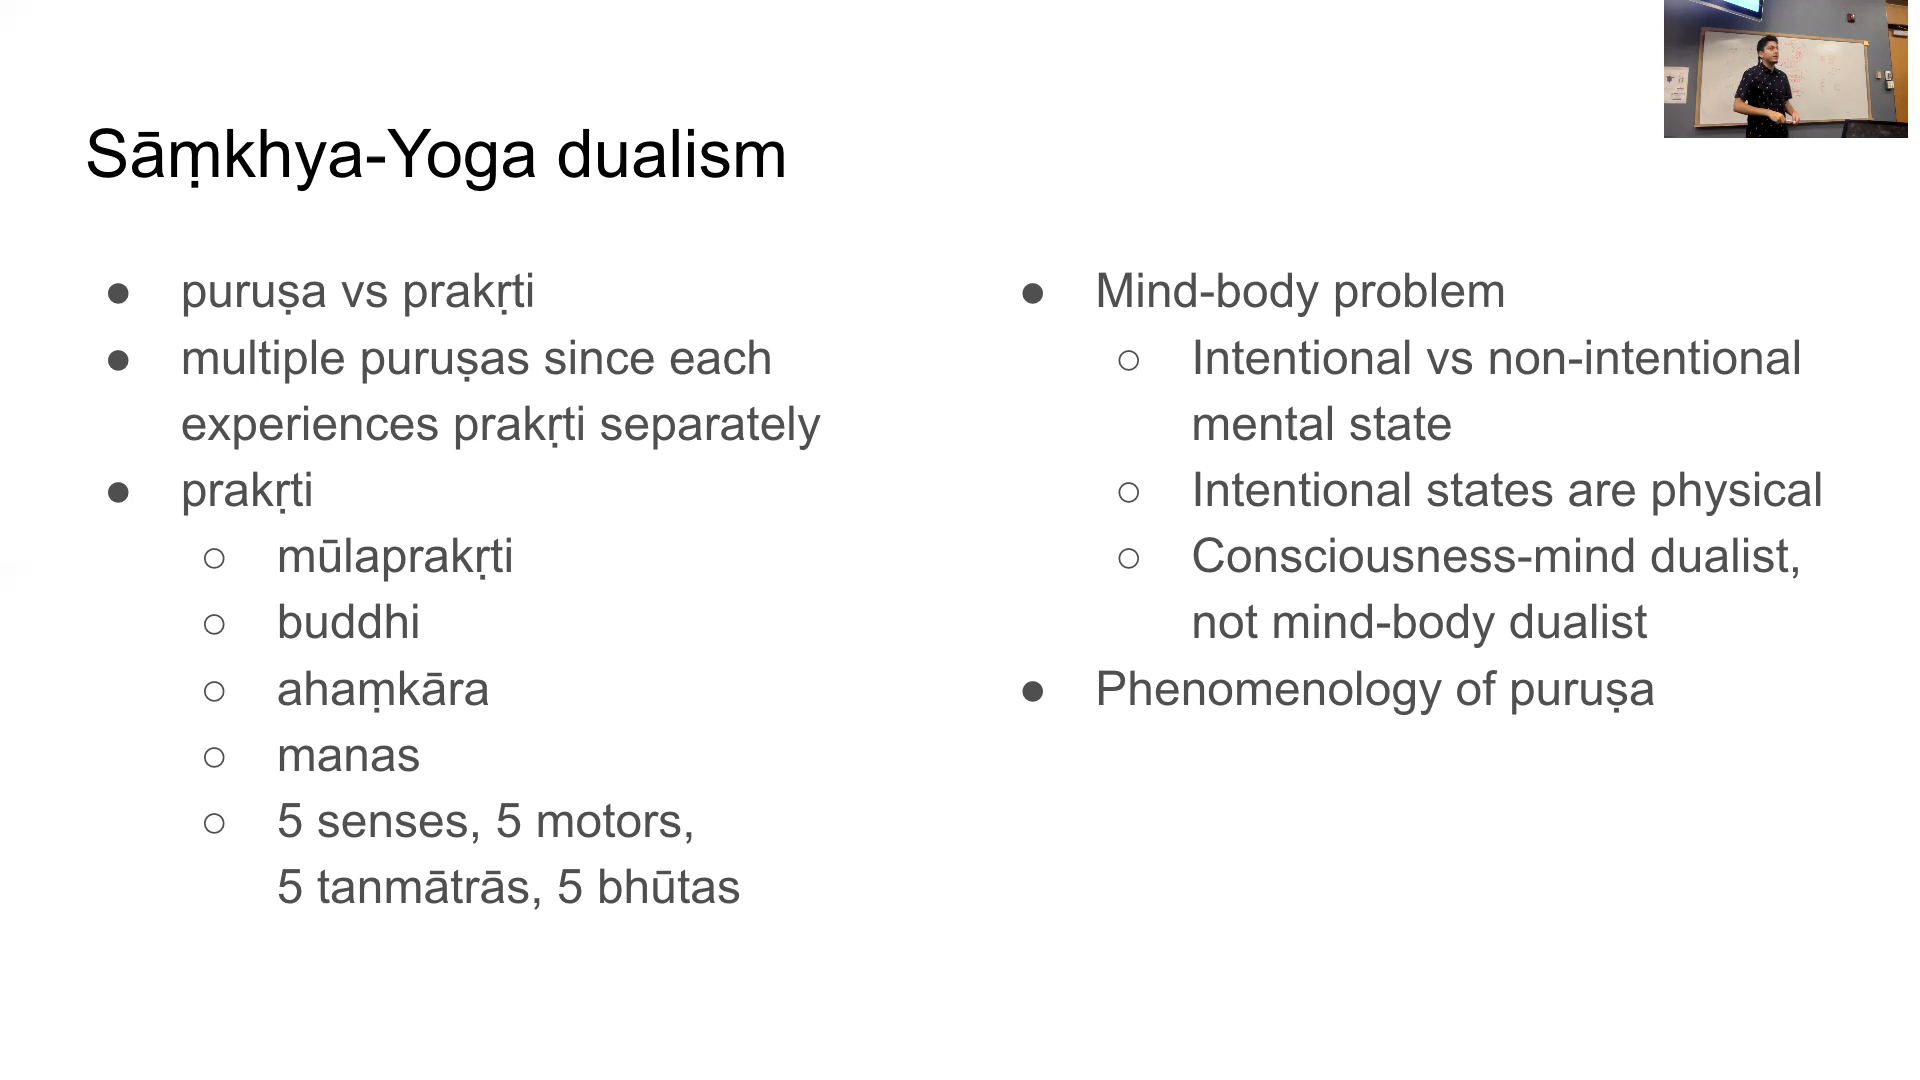 Sāṃkhya-Yoga dualism
● puruṣa vs prakṛti
● multiple puruṣas since each
experiences prakṛti separately
● prakṛti
○ mūlaprakṛti
○ buddhi
○ ahaṃkāra
○ manas
○ 5 senses, 5 motors,
5 tanmātrās, 5 bhūtas
● Mind-body problem
○ Intentional vs non-intentional
mental state
○ Intentional states are physical
○ Consciousness-mind dualist,
not mind-body dualist
● Phenomenology of puruṣa